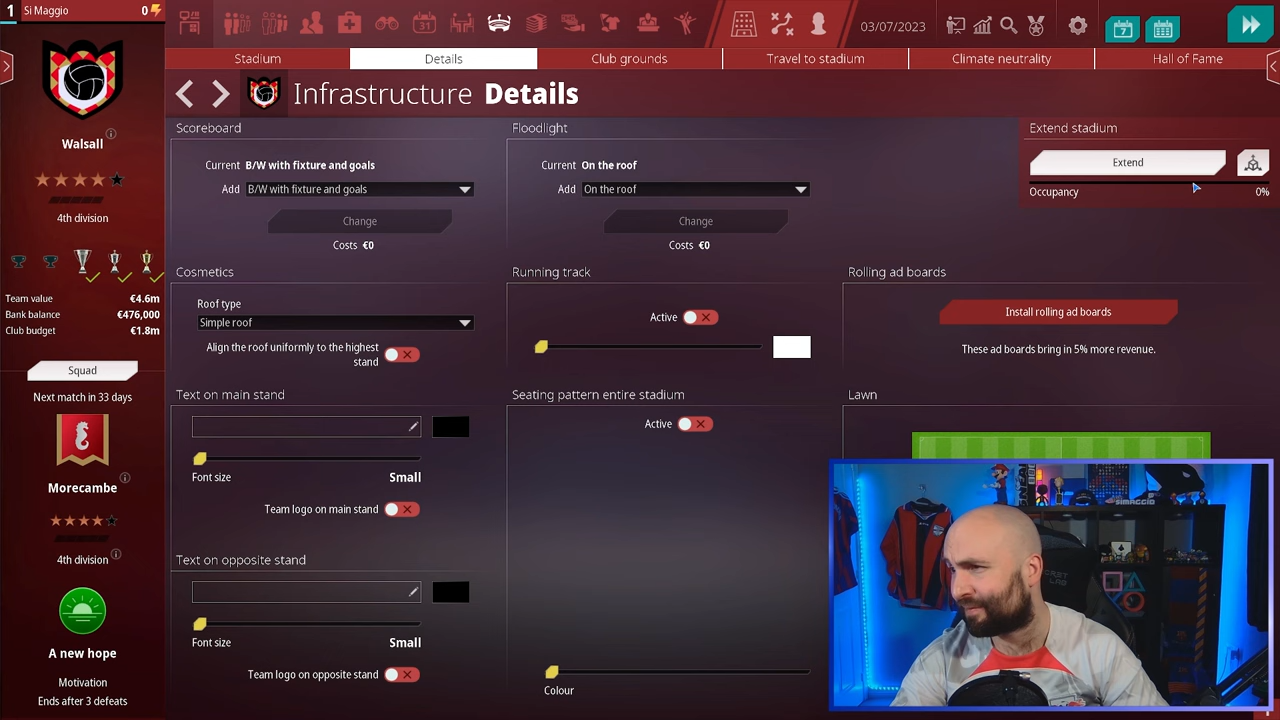 1 Si Maggio 0
31
03/07/2023
7
Stadium Details Club grounds Travel to stadium Climate neutrality Hall of Fame
Infrastructure Details
Walsall
4th division
Team value €4.6m
Bank balance €476,000
Club budget €1.8m
Squad
Next match in 33 days
Morecambe
4th division
A new hope
Motivation
Ends after 3 defeats
Scoreboard
Current B/W with fixture and goals
Add B/W with fixture and goals
Change
Costs €0
Floodlight
Current On the roof
Add On the roof
Change
Costs €0
Extend stadium
Extend
Occupancy 0%
Cosmetics
Roof type
Simple roof
Align the roof uniformly to the highest
stand
Running track
Active
Rolling ad boards
Install rolling ad boards
These ad boards bring in 5% more revenue.
Text on main stand
Font size Small
Team logo on main stand
Seating pattern entire stadium
Active
Colour
Lawn
Text on opposite stand
Font size Small
Team logo on opposite stand
SIMAGGIO